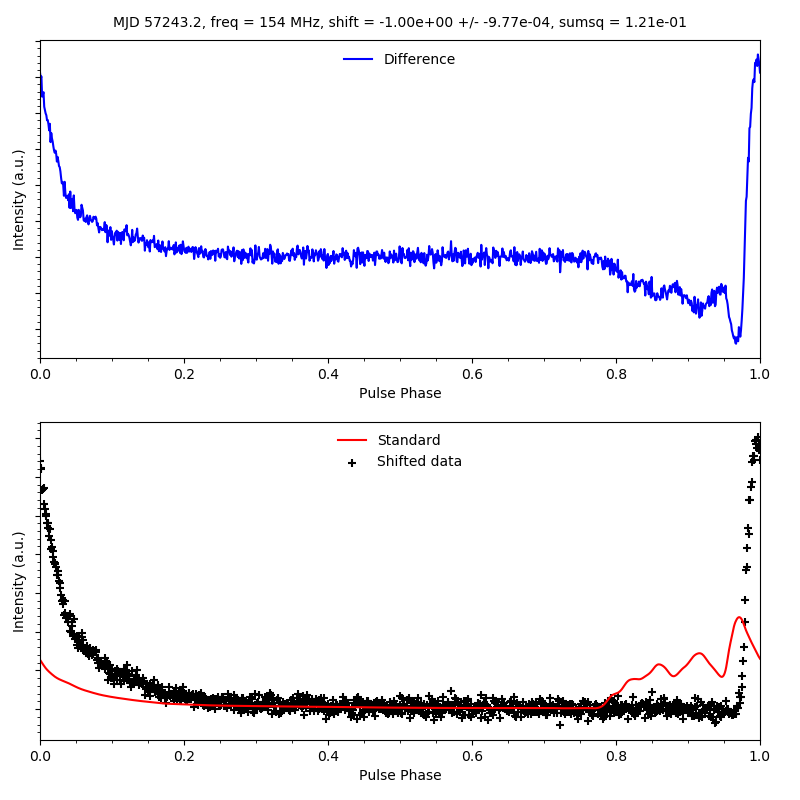 MJD 57243.2, freq = 154 MHz, shift = -1.00e+00 +/- -9.77e-04, sumsq = 1.21e-01
Difference
Intensity (a.u.)
0.0 0.2 0.4 0.6 0.8 1.0
Pulse Phase
Standard
Shifted data
Intensity (a.u.)
0.0 0.2 0.4 0.6 0.8 1.0
Pulse Phase